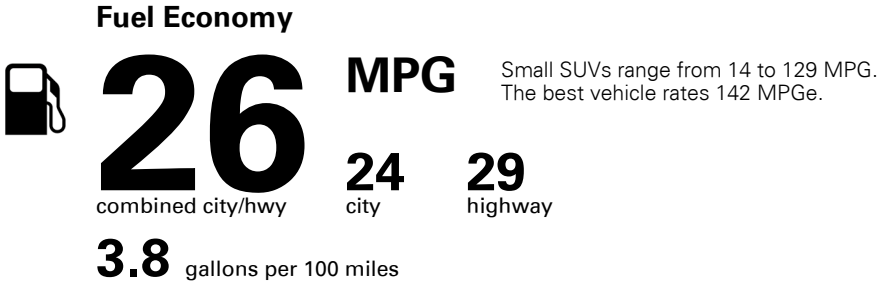 Fuel Economy
26 MPG
Small SUVs range from 14 to 129 MPG.
The best vehicle rates 142 MPGe.
combined city/hwy
24
city
29
highway
3.8 gallons per 100 miles